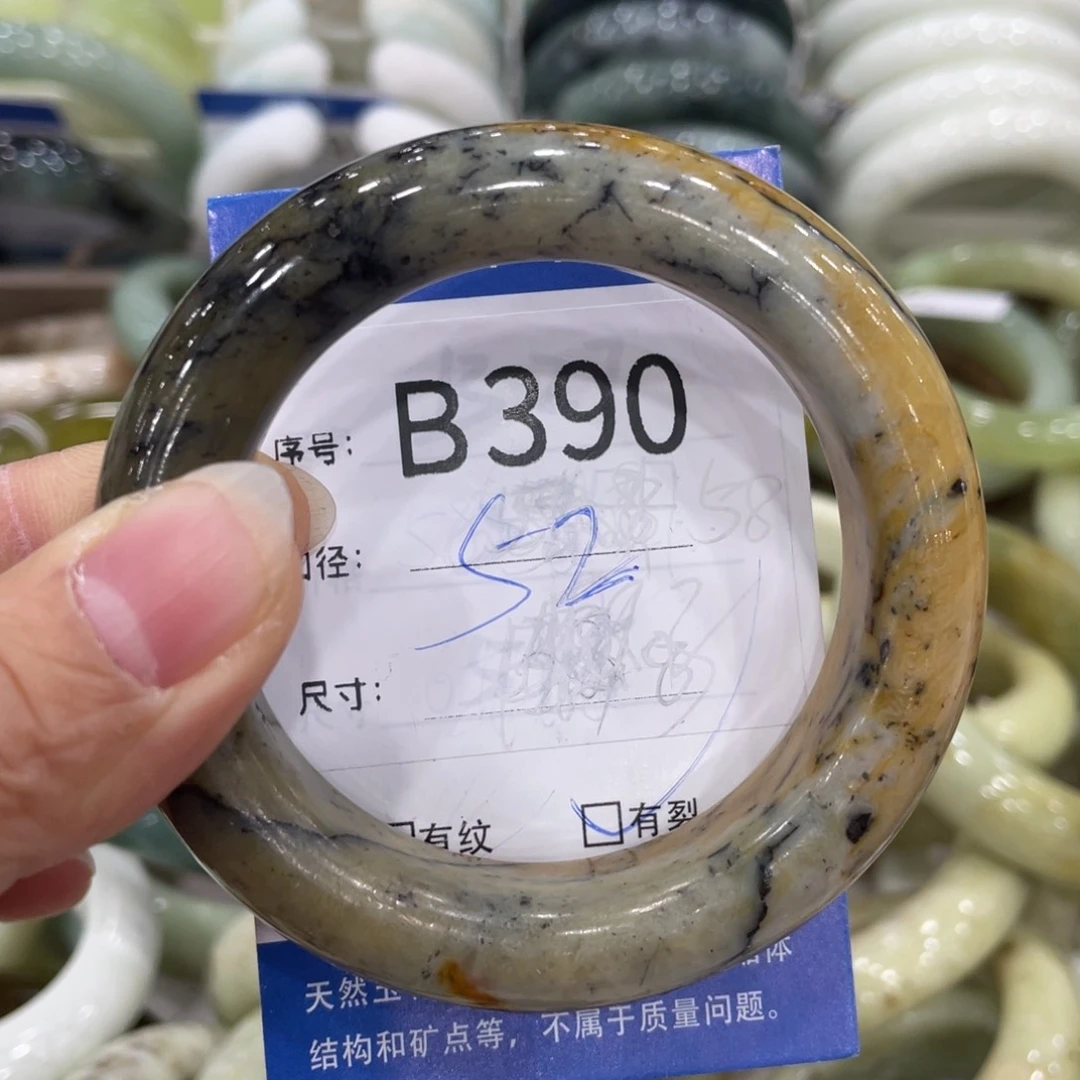 序号： B390
径： 52
尺寸：
有纹 有裂
天然玉
结构和矿点等，不属于质量问题。